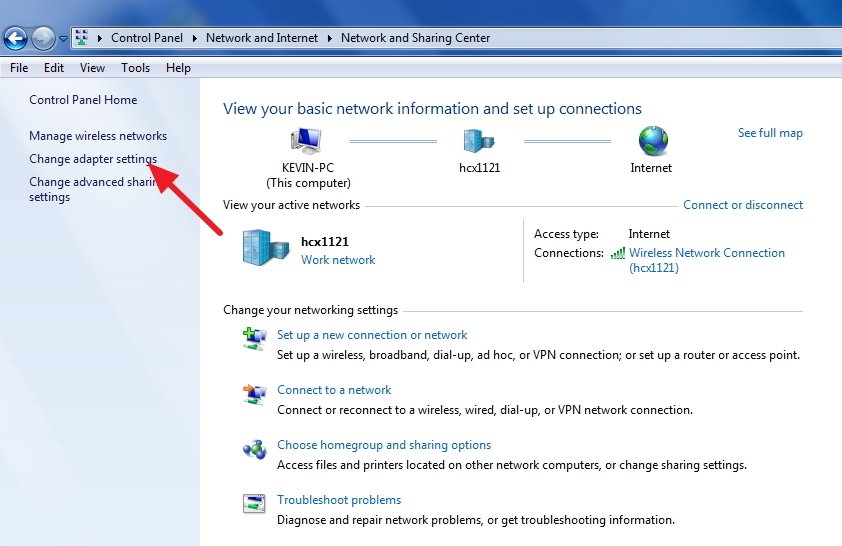 Control Panel ▸ Network and Internet ▸ Network and Sharing Center
File Edit View Tools Help
Control Panel Home
Manage wireless networks
Change adapter settings
Change advanced sharin
settings
View your basic network information and set up connections
See full map
KEVIN-PC
(This computer)
hcx1121
Internet
View your active networks
Connect or disconnect
hcx1121
Work network
Access type: Internet
Connections: Wireless Network Connection
(hcx1121)
Change your networking settings
Set up a new connection or network
Set up a wireless, broadband, dial-up, ad hoc, or VPN connection; or set up a router or access point.
Connect to a network
Connect or reconnect to a wireless, wired, dial-up, or VPN network connection.
Choose homegroup and sharing options
Access files and printers located on other network computers, or change sharing settings.
Troubleshoot problems
Diagnose and repair network problems, or get troubleshooting information.